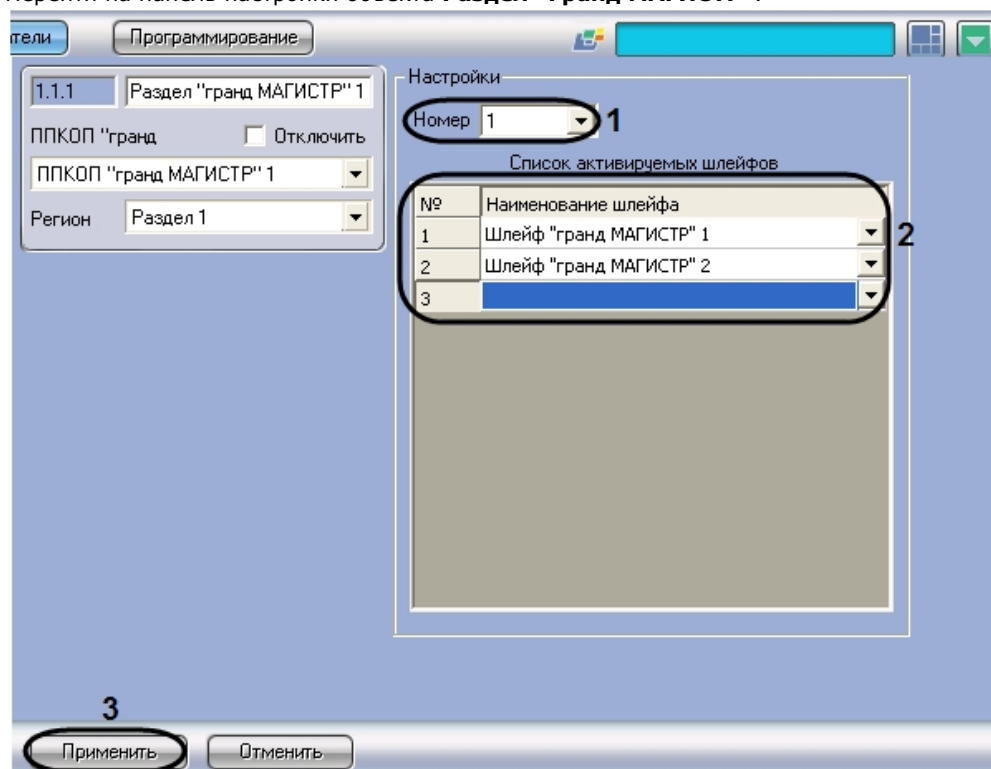 Перейти на панель настройки объекта Раздел "Гранд МАГИСТР".
Программирование
1.1.1 Раздел "гранд МАГИСТР" 1
ППКОП "гранд Отключить
ППКОП "гранд МАГИСТР" 1
Регион Раздел 1
Настройки
Номер 1 1
Список активируемых шлейфов
№ Наименование шлейфа
1 Шлейф "гранд МАГИСТР" 1
2 Шлейф "гранд МАГИСТР" 2
2
3
3
Применить Отменить